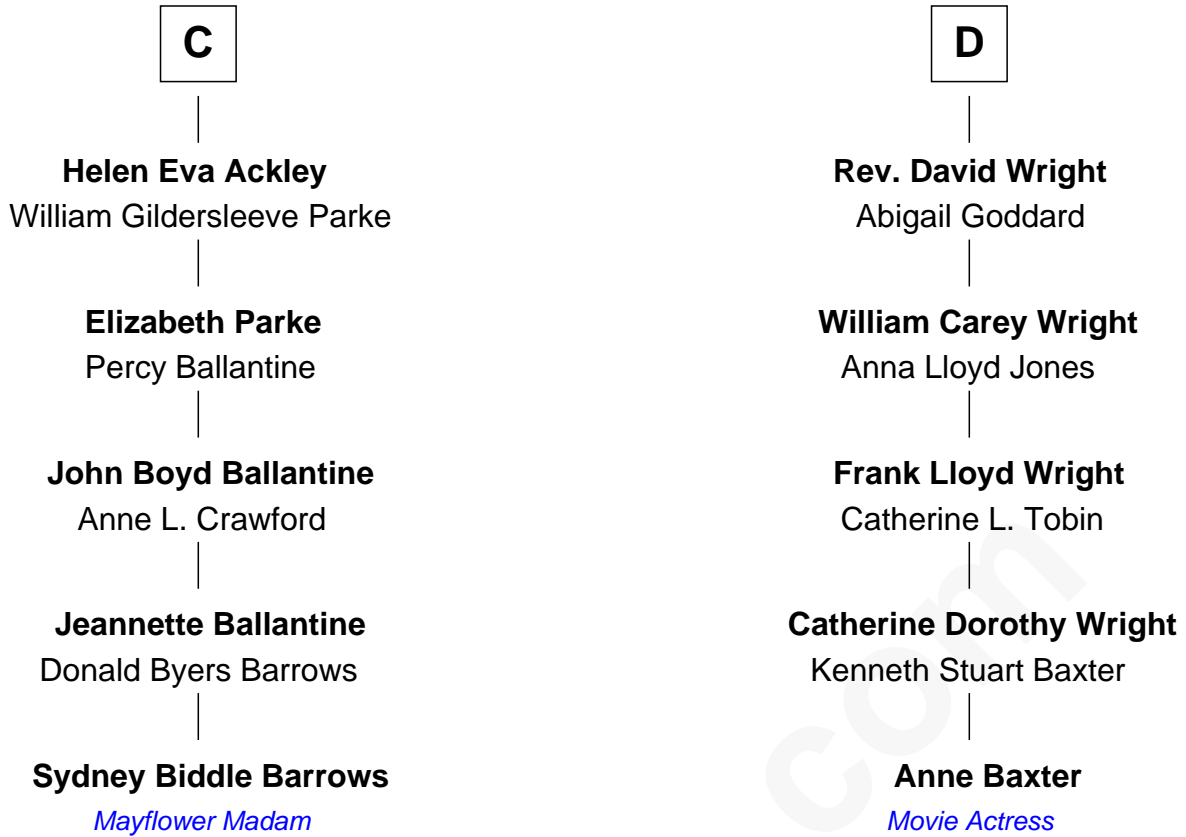 C
Helen Eva Ackley
William Gildersleeve Parke
Elizabeth Parke
Percy Ballantine
John Boyd Ballantine
Anne L. Crawford
Jeannette Ballantine
Donald Byers Barrows
Sydney Biddle Barrows
Mayflower Madam
D
Rev. David Wright
Abigail Goddard
William Carey Wright
Anna Lloyd Jones
Frank Lloyd Wright
Catherine L. Tobin
Catherine Dorothy Wright
Kenneth Stuart Baxter
Anne Baxter
Movie Actress
com